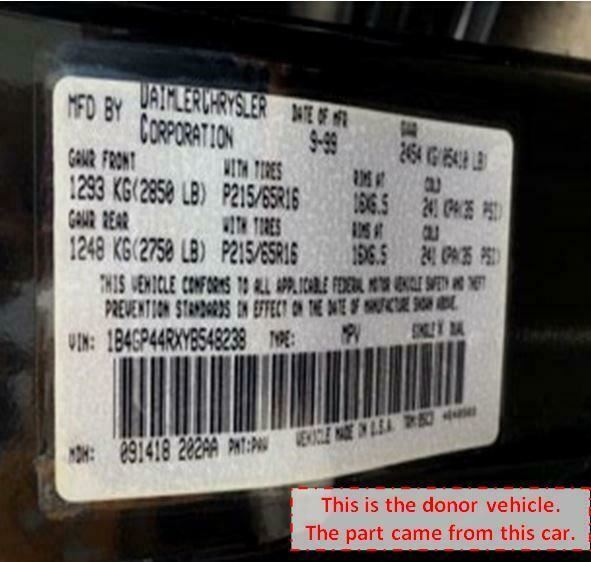 MFD BY DAIMLERCHRYSLER CORPORATION
DATE OF MFR 9-99
GVWR 2454 KG(05410 LB)
GAWR FRONT WITH TIRES RIMS AT COLD
1293 KG(2850 LB) P215/65R16 16X6.5 241 KPA(35 PSI)
GAWR REAR WITH TIRES RIMS AT COLD
1248 KG(2750 LB) P215/65R16 16X6.5 241 KPA(35 PSI)
THIS VEHICLE CONFORMS TO ALL APPLICABLE FEDERAL MOTOR VEHICLE SAFETY AND THEFT
PREVENTION STANDARDS IN EFFECT ON THE DATE OF MANUFACTURE SHOWN ABOVE.
VIN: 1B4GP44RXYB548238 TYPE: MPV SINGLE X DUAL
VEHICLE MADE IN U.S.A.
MDH: 091418 202AA PNT:PAW
This is the donor vehicle.
The part came from this car.